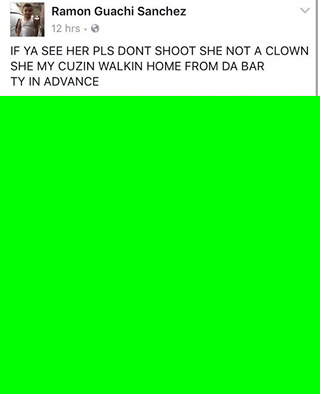 Ramon Guachi Sanchez
12 hrs ·
IF YA SEE HER PLS DONT SHOOT SHE NOT A CLOWN
SHE MY CUZIN WALKIN HOME FROM DA BAR
TY IN ADVANCE